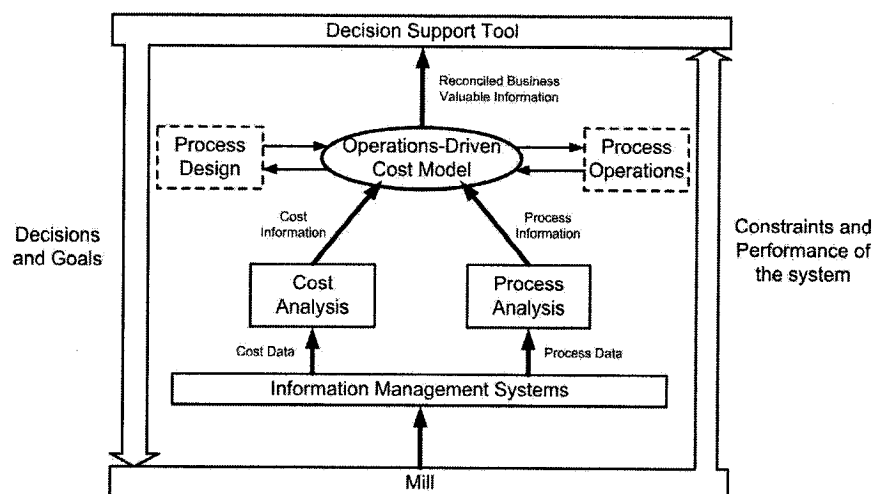 Decision Support Tool
Reconciled Business
Valuable Information
Process
Design
Operations-Driven
Cost Model
Process
Operations
Cost
Information
Process
Information
Decisions
and Goals
Constraints and
Performance of
the system
Cost
Analysis
Process
Analysis
Cost Data
Process Data
Information Management Systems
Mill